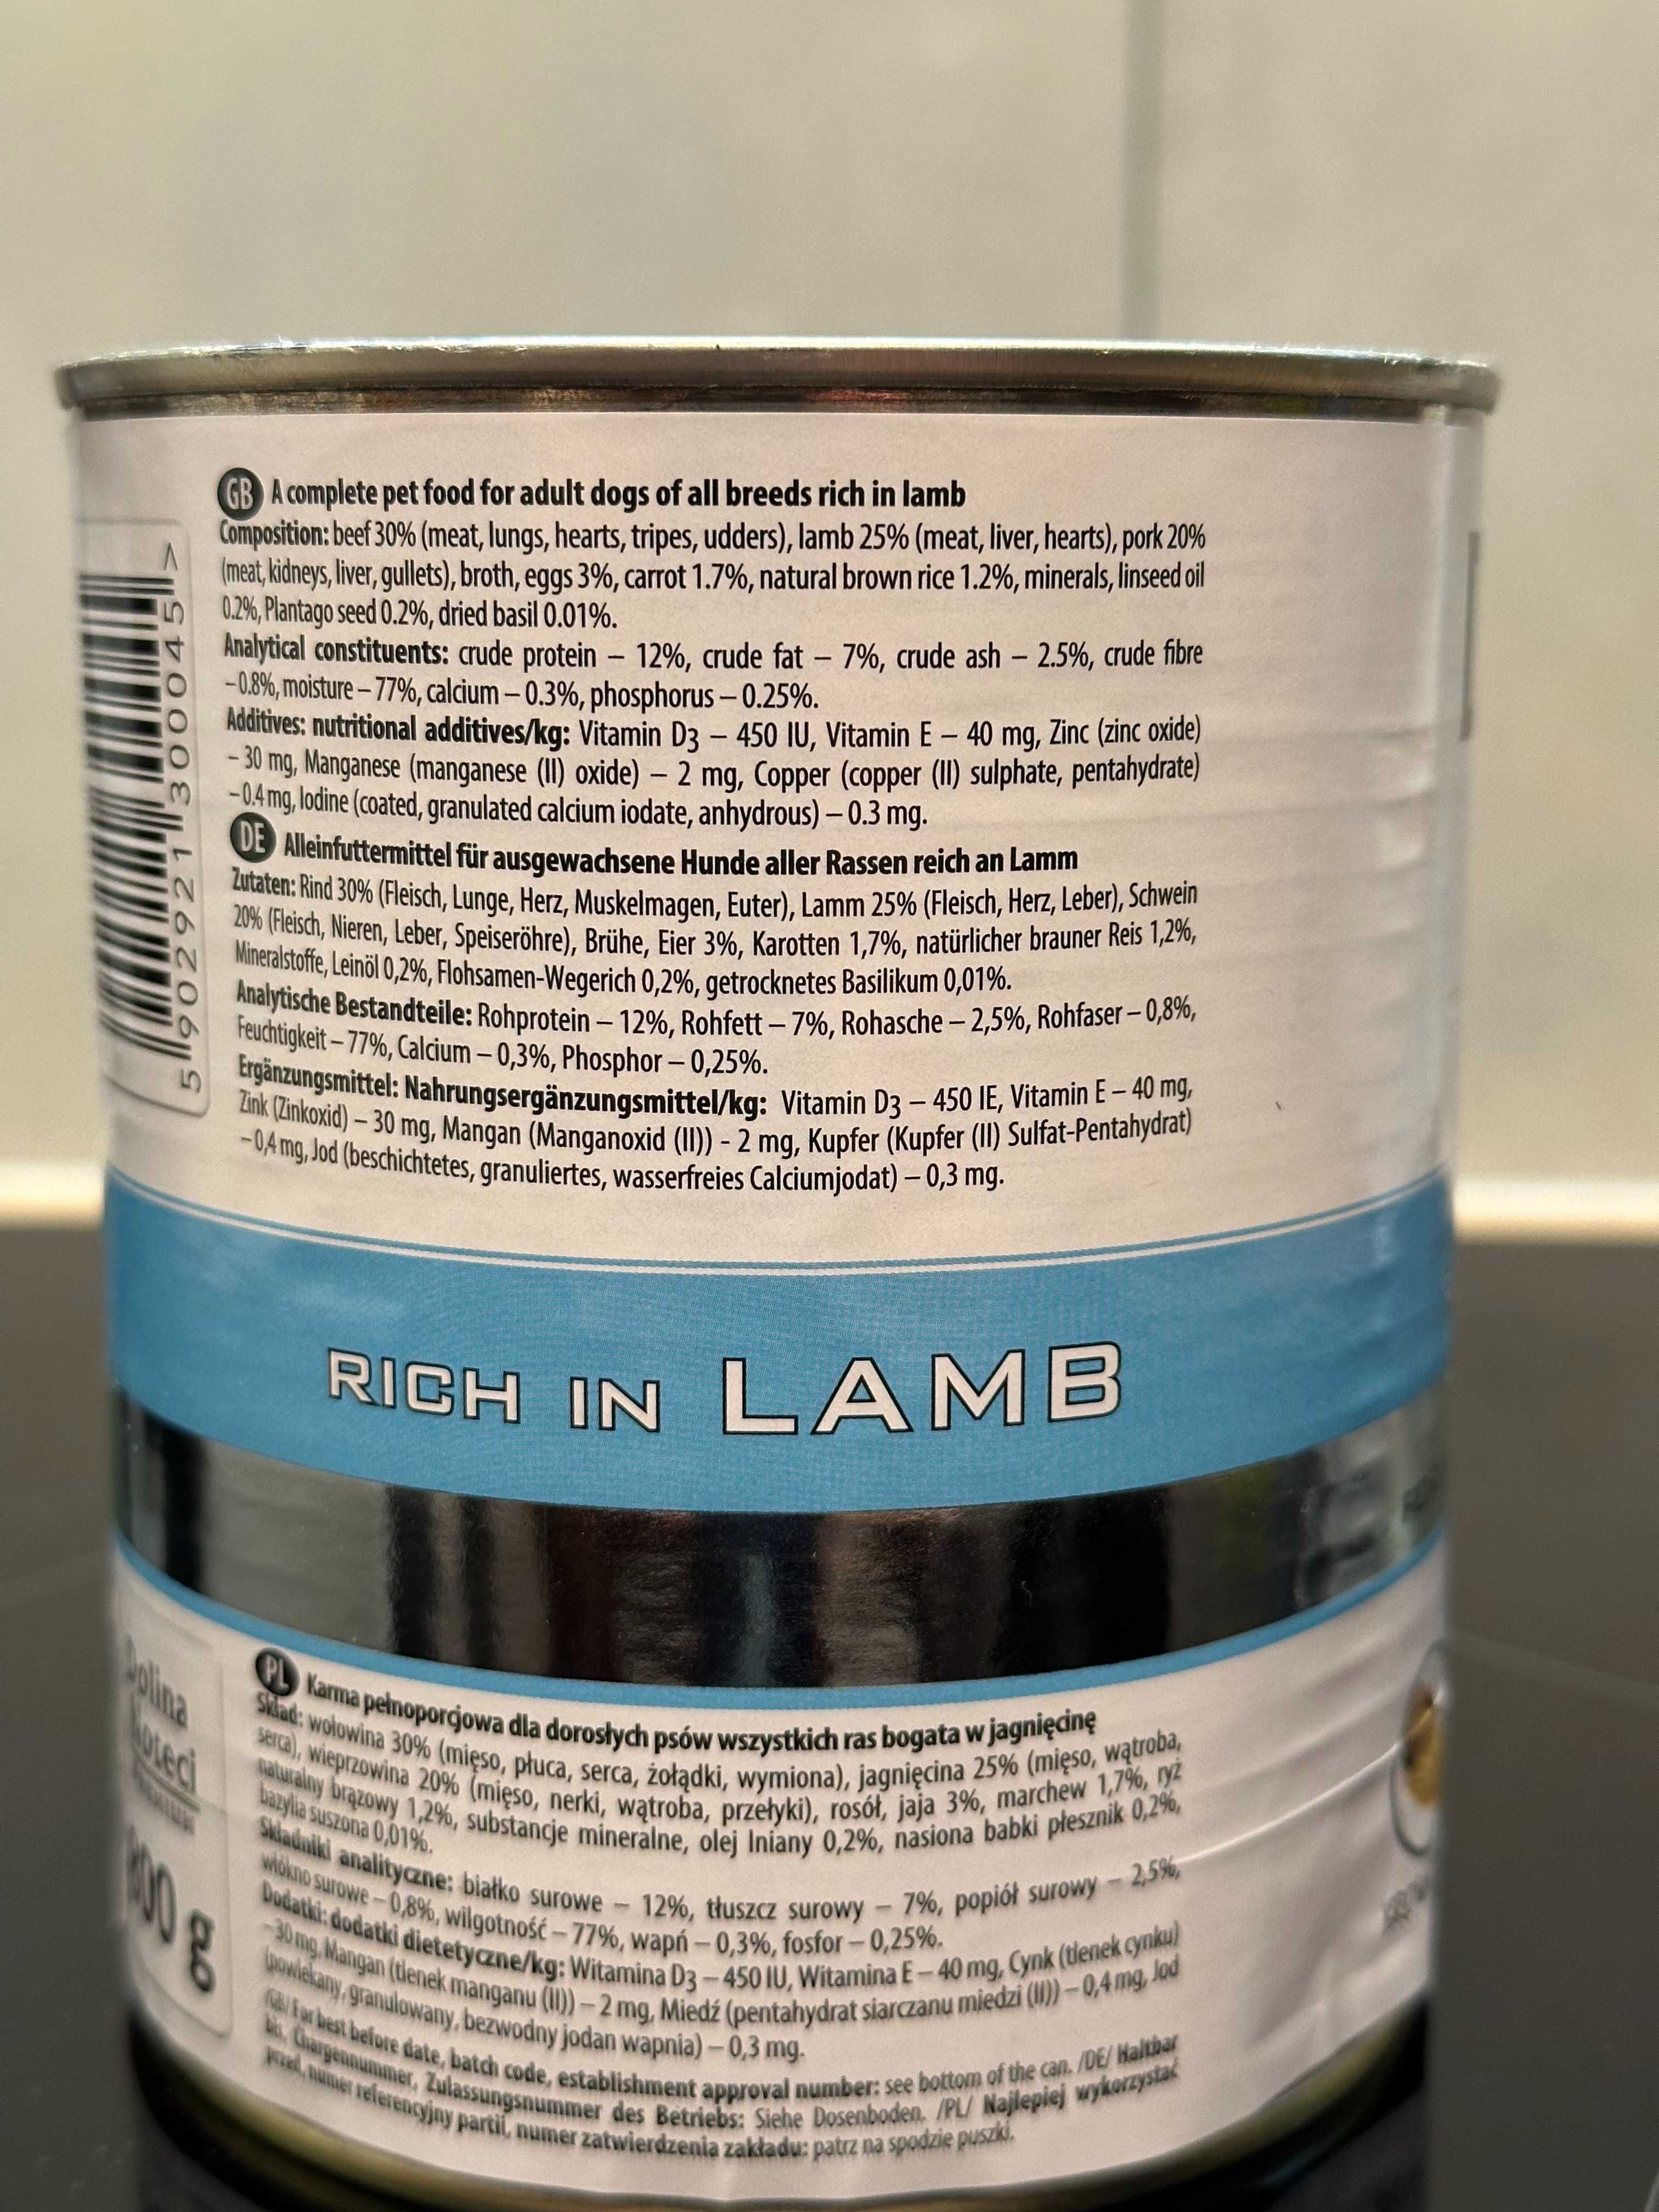 GB A complete pet food for adult dogs of all breeds rich in lamb
Composition: beef 30% (meat, lungs, hearts, tripes, udders), lamb 25% (meat, liver, hearts), pork 20%
(meat, kidneys, liver, gullets), broth, eggs 3%, carrot 1.7%, natural brown rice 1.2%, minerals, linseed oil
0.2%, Plantago seed 0.2%, dried basil 0.01%.
Analytical constituents: crude protein – 12%, crude fat – 7%, crude ash – 2.5%, crude fibre
– 0.8%, moisture – 77%, calcium – 0.3%, phosphorus – 0.25%.
Additives: nutritional additives/kg: Vitamin D3 – 450 IU, Vitamin E – 40 mg, Zinc (zinc oxide)
– 30 mg, Manganese (manganese (II) oxide) – 2 mg, Copper (copper (II) sulphate, pentahydrate)
– 0.4 mg, Iodine (coated, granulated calcium iodate, anhydrous) – 0.3 mg.
DE Alleinfuttermittel für ausgewachsene Hunde aller Rassen reich an Lamm
Zutaten: Rind 30% (Fleisch, Lunge, Herz, Muskelmagen, Euter), Lamm 25% (Fleisch, Herz, Leber), Schwein
20% (Fleisch, Nieren, Leber, Speiseröhre), Brühe, Eier 3%, Karotten 1,7%, natürlicher brauner Reis 1,2%,
Mineralstoffe, Leinöl 0,2%, Flohsamen-Wegerich 0,2%, getrocknetes Basilikum 0,01%.
Analytische Bestandteile: Rohprotein – 12%, Rohfett – 7%, Rohasche – 2,5%, Rohfaser – 0,8%,
Feuchtigkeit – 77%, Calcium – 0,3%, Phosphor – 0,25%.
Ergänzungsmittel: Nahrungsergänzungsmittel/kg: Vitamin D3 – 450 IE, Vitamin E – 40 mg,
Zink (Zinkoxid) – 30 mg, Mangan (Manganoxid (II)) - 2 mg, Kupfer (Kupfer (II) Sulfat-Pentahydrat)
– 0,4 mg, Jod (beschichtetes, granuliertes, wasserfreies Calciumjodat) – 0,3 mg.
5 902921 300045 >
RICH IN LAMB
PL Karma pełnoporcjowa dla dorosłych psów wszystkich ras bogata w jagnięcinę
Skład: wołowina 30% (mięso, płuca, serca, żołądki, wymiona), jagnięcina 25% (mięso, wątroba,
serca), wieprzowina 20% (mięso, nerki, wątroba, przełyki), rosół, jaja 3%, marchew 1,7%, ryż
naturalny brązowy 1,2%, substancje mineralne, olej lniany 0,2%, nasiona babki płesznik 0,2%,
bazylia suszona 0,01%.
Składniki analityczne: białko surowe – 12%, tłuszcz surowy – 7%, popiół surowy – 2,5%,
włókno surowe – 0,8%, wilgotność – 77%, wapń – 0,3%, fosfor – 0,25%.
Dodatki: dodatki dietetyczne/kg: Witamina D3 – 450 IU, Witamina E – 40 mg, Cynk (tlenek cynku)
– 30 mg, Mangan (tlenek manganu (II)) – 2 mg, Miedź (pentahydrat siarczanu miedzi (II)) – 0,4 mg, Jod
(powlekany, granulowany, bezwodny jodan wapnia) – 0,3 mg.
/GB/ For best before date, batch code, establishment approval number: see bottom of the can. /DE/ Haltbar
bis, Chargennummer, Zulassungsnummer des Betriebs: Siehe Dosenboden. /PL/ Najlepiej wykorzystać
przed, numer referencyjny partii, numer zatwierdzenia zakładu: patrz na spodzie puszki.
g